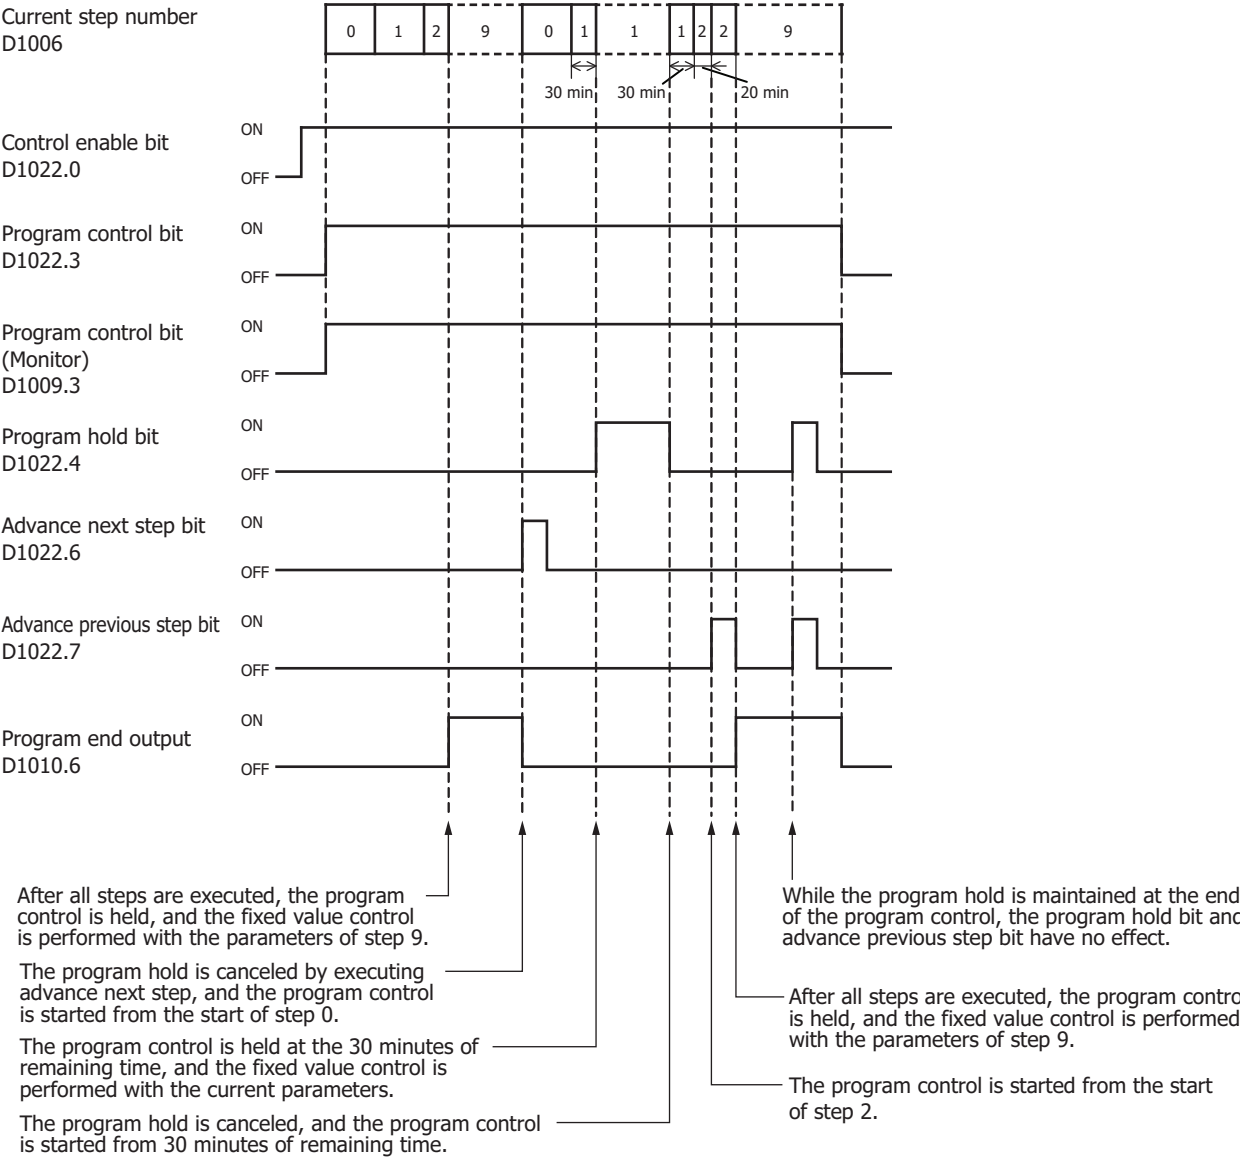 Current step number
D1006
0 1 2 9 0 1 1 1 2 2 9
30 min 30 min 20 min
Control enable bit
D1022.0
ON
OFF
Program control bit
D1022.3
ON
OFF
Program control bit
(Monitor)
D1009.3
ON
OFF
Program hold bit
D1022.4
ON
OFF
Advance next step bit
D1022.6
ON
OFF
Advance previous step bit
D1022.7
ON
OFF
Program end output
D1010.6
ON
OFF
After all steps are executed, the program
control is held, and the fixed value control
is performed with the parameters of step 9.
The program hold is canceled by executing
advance next step, and the program control
is started from the start of step 0.
The program control is held at the 30 minutes of
remaining time, and the fixed value control is
performed with the current parameters.
The program hold is canceled, and the program control
is started from 30 minutes of remaining time.
While the program hold is maintained at the end
of the program control, the program hold bit and
advance previous step bit have no effect.
After all steps are executed, the program contro
is held, and the fixed value control is performed
with the parameters of step 9.
The program control is started from the start
of step 2.